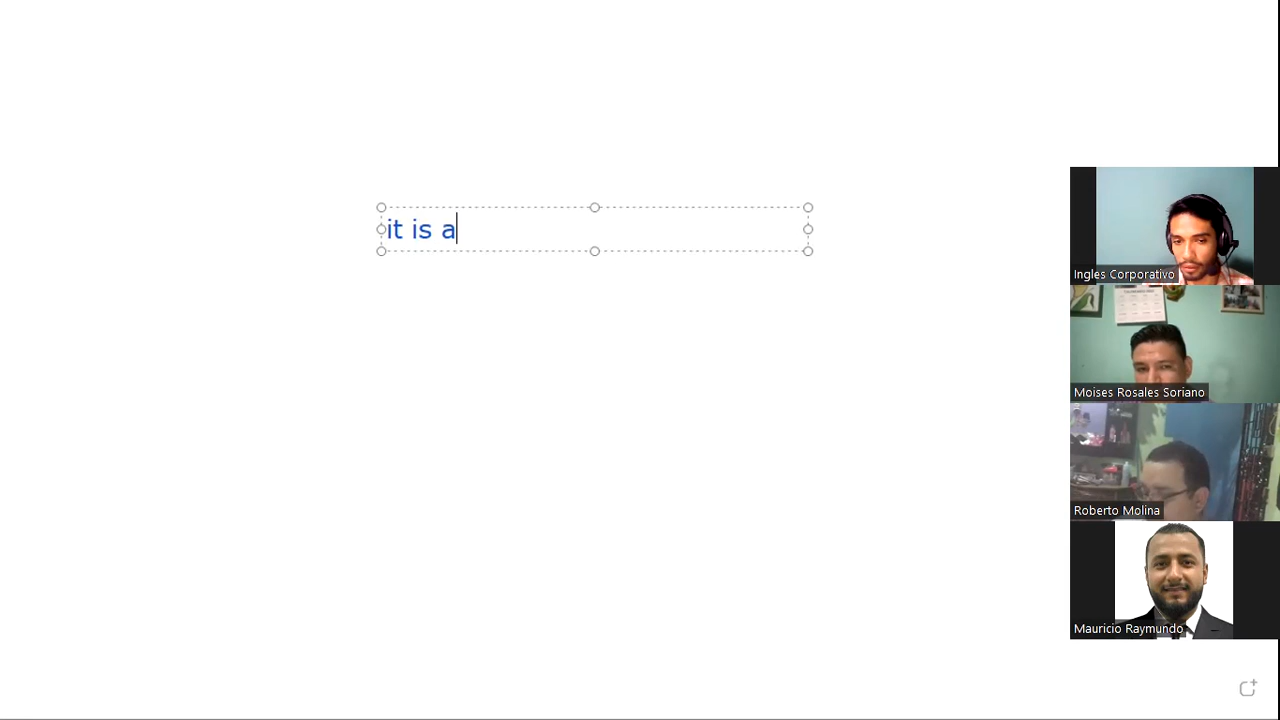 it is a
Ingles Corporativo
Moises Rosales Soriano
Roberto Molina
Mauricio Raymundo